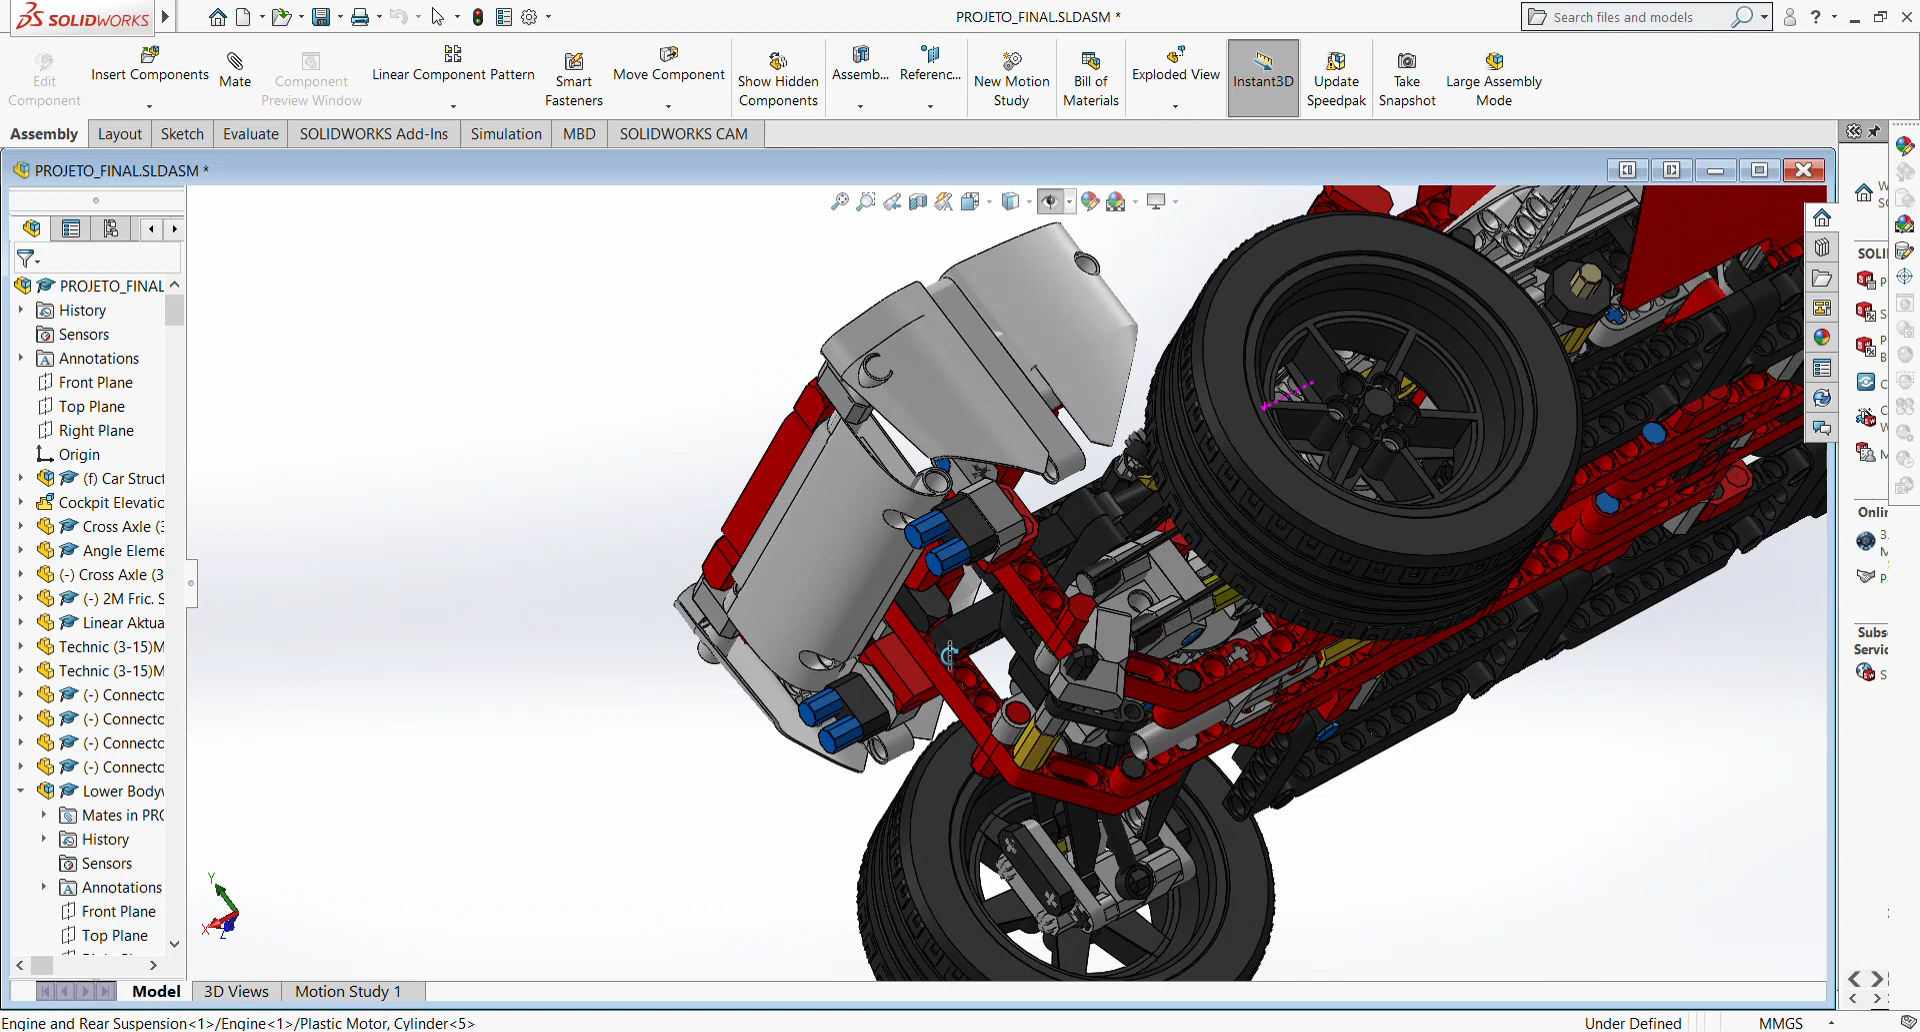 SOLIDWORKS
PROJETO_FINAL.SLDASM *
Search files and models
?
Edit Component
Insert Components
Mate
Component Preview Window
Linear Component Pattern
Smart Fasteners
Move Component
Show Hidden Components
Assemb...
Referenc...
New Motion Study
Bill of Materials
Exploded View
Instant3D
Update Speedpak
Take Snapshot
Large Assembly Mode
Assembly
Layout
Sketch
Evaluate
SOLIDWORKS Add-Ins
Simulation
MBD
SOLIDWORKS CAM
PROJETO_FINAL.SLDASM *
PROJETO_FINAL
History
Sensors
Annotations
Front Plane
Top Plane
Right Plane
Origin
(f) Car Struct
Cockpit Elevatio
Cross Axle (3
Angle Eleme
(-) Cross Axle (3
(-) 2M Fric. S
Linear Aktua
Technic (3-15)M
Technic (3-15)M
(-) Connecto
(-) Connecto
(-) Connecto
(-) Connecto
Lower Bodyw
Mates in PRO
History
Sensors
Annotations
Front Plane
Top Plane
Y
X
Z
SOLI
Onlin
Subs
Servic
Model
3D Views
Motion Study 1
Engine and Rear Suspension<1>/Engine<1>/Plastic Motor, Cylinder<5>
Under Defined
MMGS